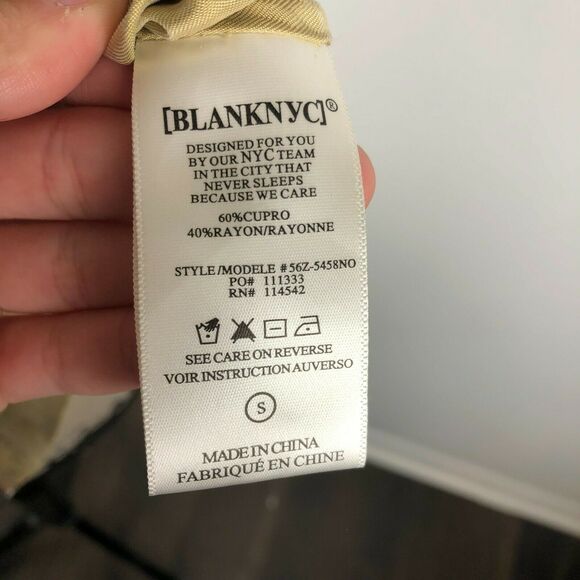 [BLANKNYC]®
DESIGNED FOR YOU
BY OUR NYC TEAM
IN THE CITY THAT
NEVER SLEEPS
BECAUSE WE CARE
60%CUPRO
40%RAYON/RAYONNE
STYLE/MODELE #56Z-5458NO
PO# 111333
RN# 114542
SEE CARE ON REVERSE
VOIR INSTRUCTION AUVERSO
S
MADE IN CHINA
FABRIQUÉ EN CHINE